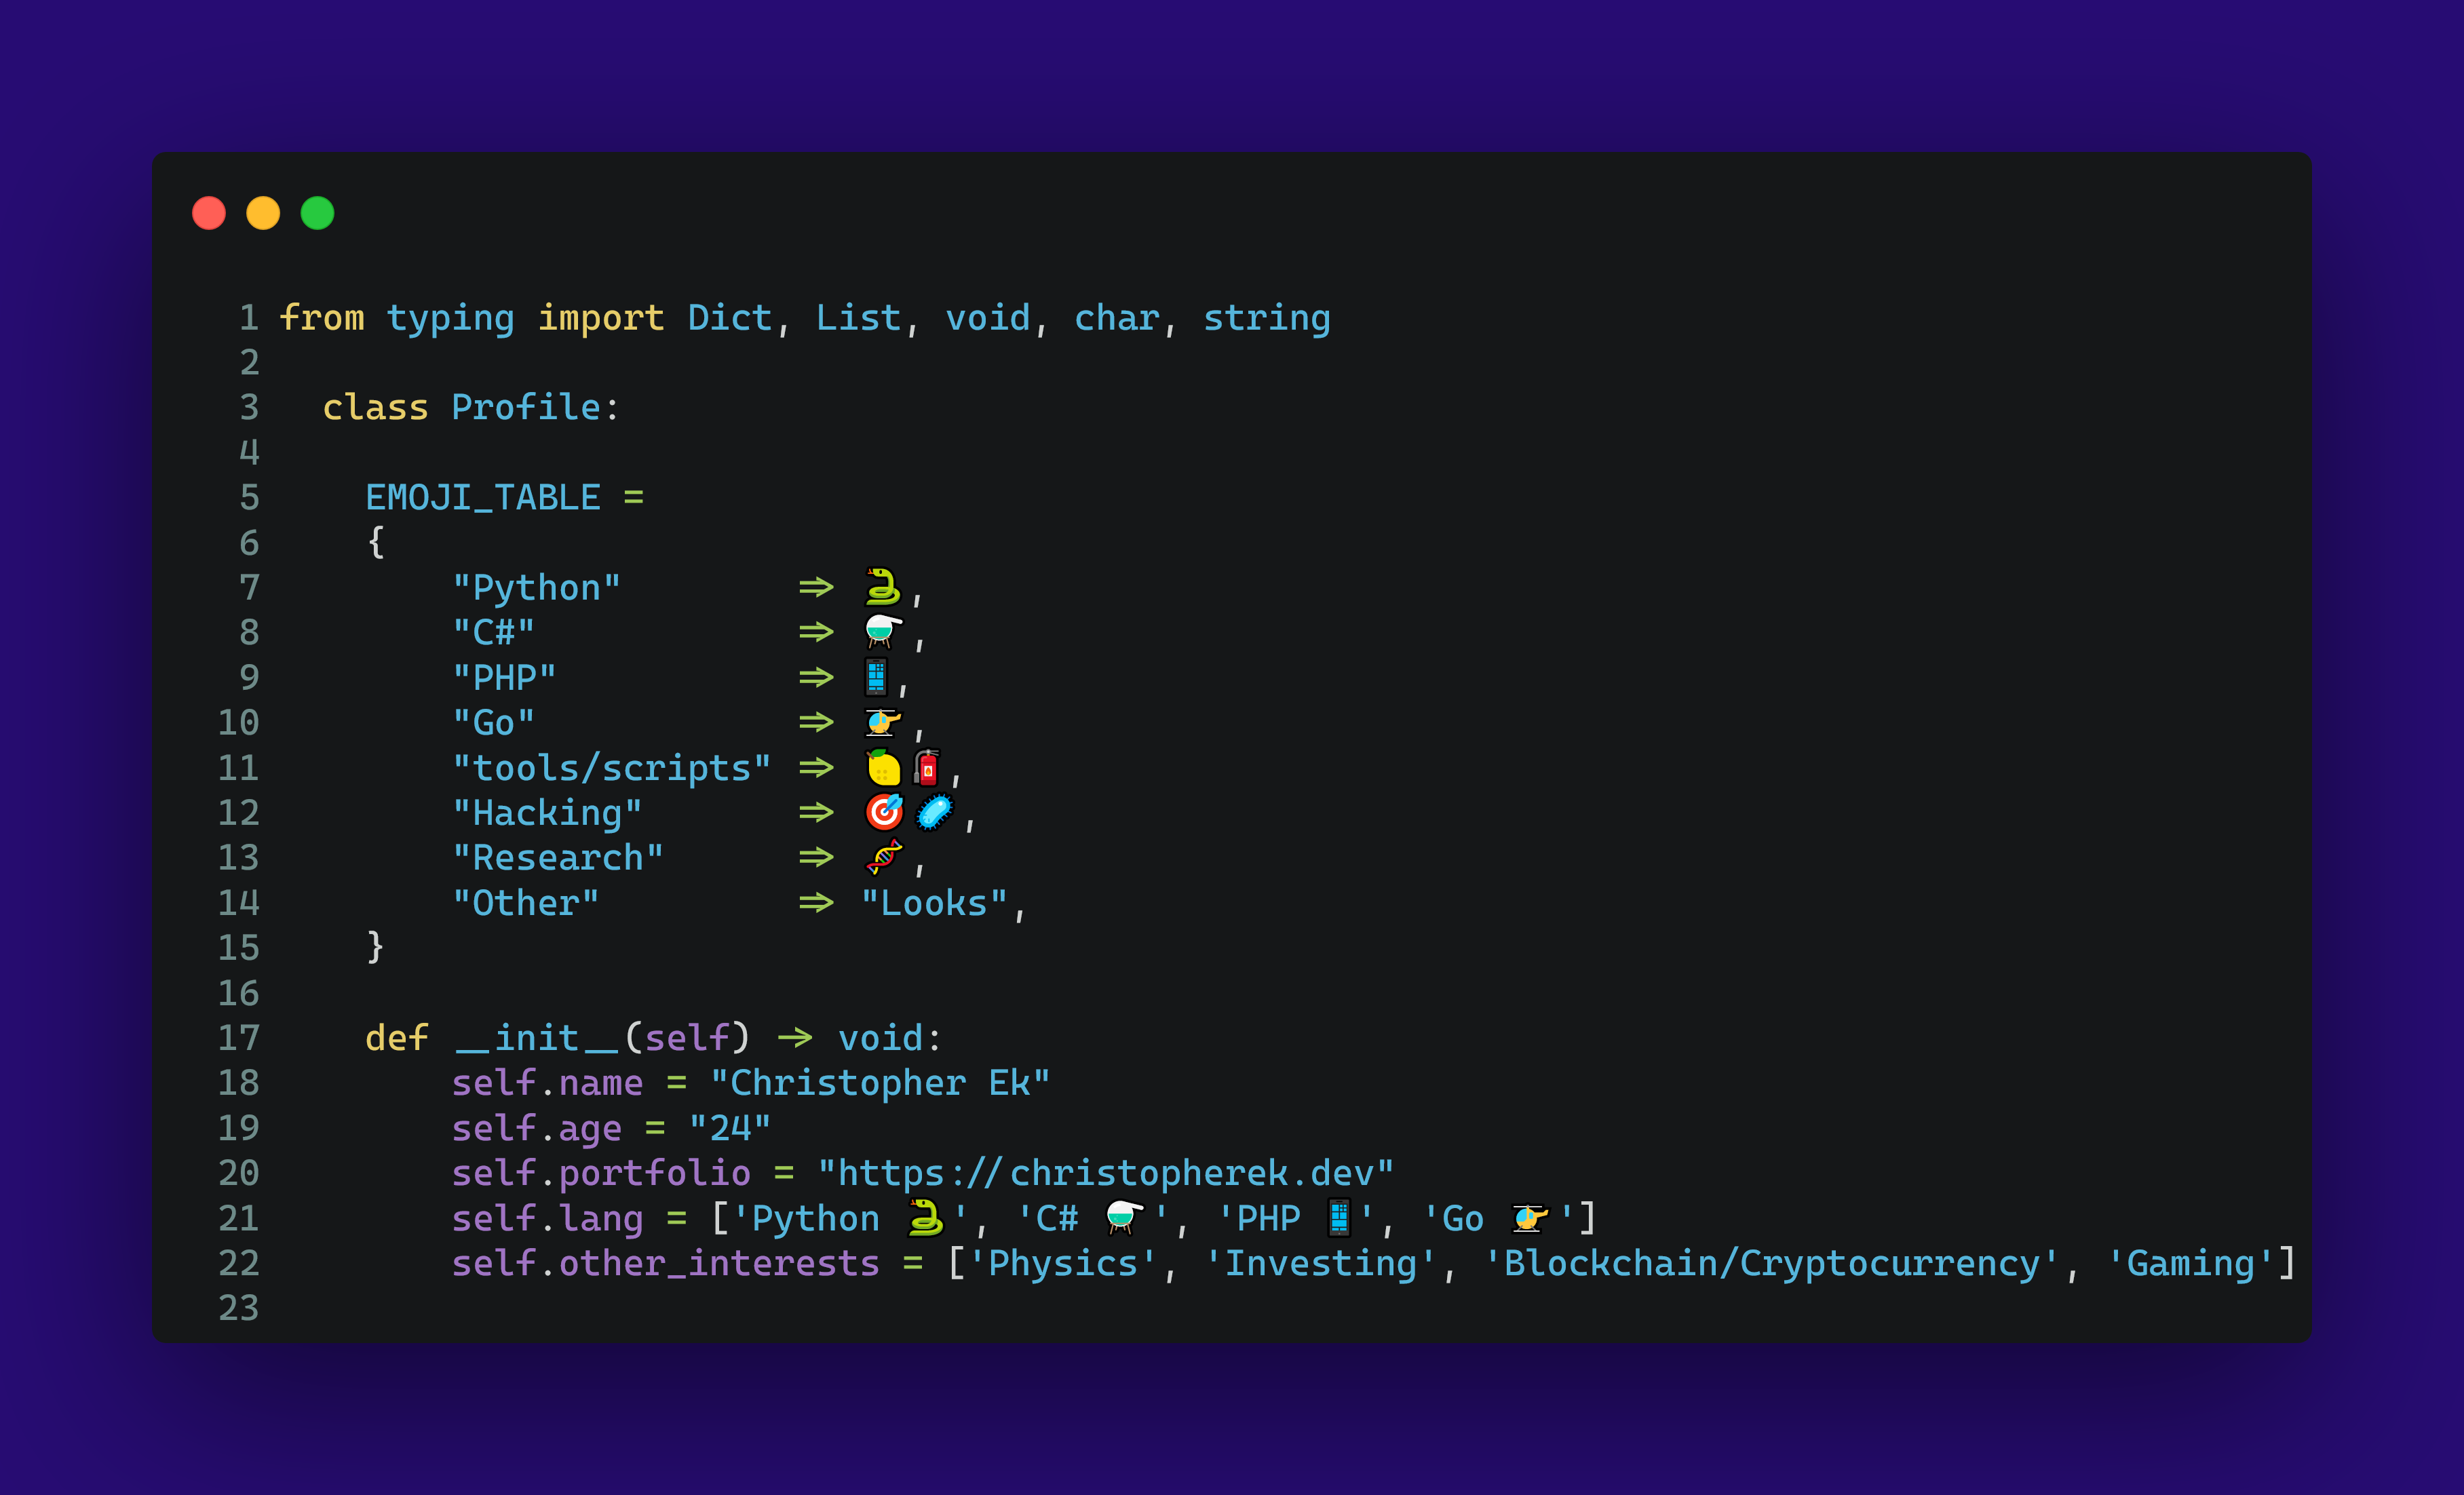 1 from typing import Dict, List, void, char, string
2
3   class Profile:
4
5     EMOJI_TABLE =
6     {
7         "Python"        => 🐍,
8         "C#"            => ⚗️,
9         "PHP"           => 📱,
10         "Go"            => 🚁,
11         "tools/scripts" => 🍋🧯,
12         "Hacking"       => 🎯🦠,
13         "Research"      => 🧬,
14         "Other"         => "Looks",
15     }
16
17     def __init__(self) -> void:
18         self.name = "Christopher Ek"
19         self.age = "24"
20         self.portfolio = "https://christopherek.dev"
21         self.lang = ['Python 🐍', 'C# ⚗️', 'PHP 📱', 'Go 🚁']
22         self.other_interests = ['Physics', 'Investing', 'Blockchain/Cryptocurrency', 'Gaming']
23